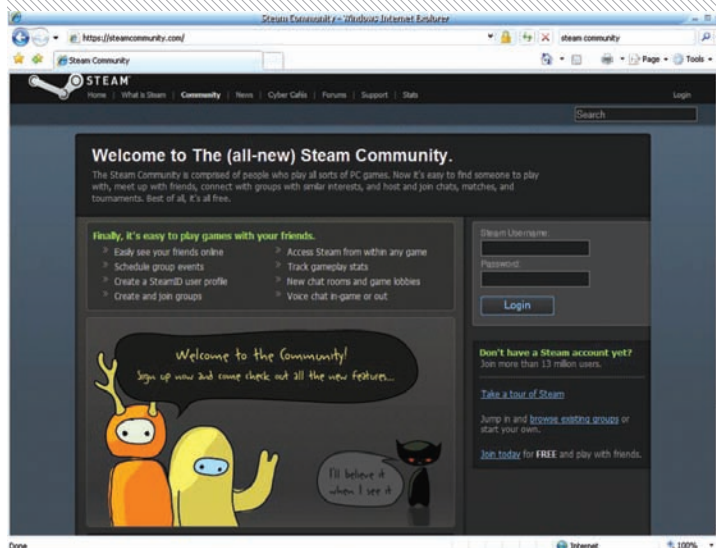 Steam Community - Windows Internet Explorer
https://steamcommunity.com/
steam community
Steam Community
Page
Tools
STEAM
Home | What is Steam | Community | News | Cyber Cafés | Forums | Support | Stats
Login
Search
Welcome to The (all-new) Steam Community.
The Steam Community is comprised of people who play all sorts of PC games. Now it's easy to find someone to play
with, meet up with friends, connect with groups with similar interests, and host and join chats, matches, and
tournaments. Best of all, it's all free.
Finally, it's easy to play games with your friends.
» Easily see your friends online
» Schedule group events
» Create a SteamID user profile
» Create and join groups
» Access Steam from within any game
» Track gameplay stats
» New chat rooms and game lobbies
» Voice chat in-game or out
Steam Username:
Password:
Login
Welcome to the Community!
Sign up now and come check out all the new features...
I'll believe it
when I see it
Don't have a Steam account yet?
Join more than 13 million users.
Take a tour of Steam
Jump in and browse existing groups or
start your own.
Join today for FREE and play with friends.
Done
Internet
100%